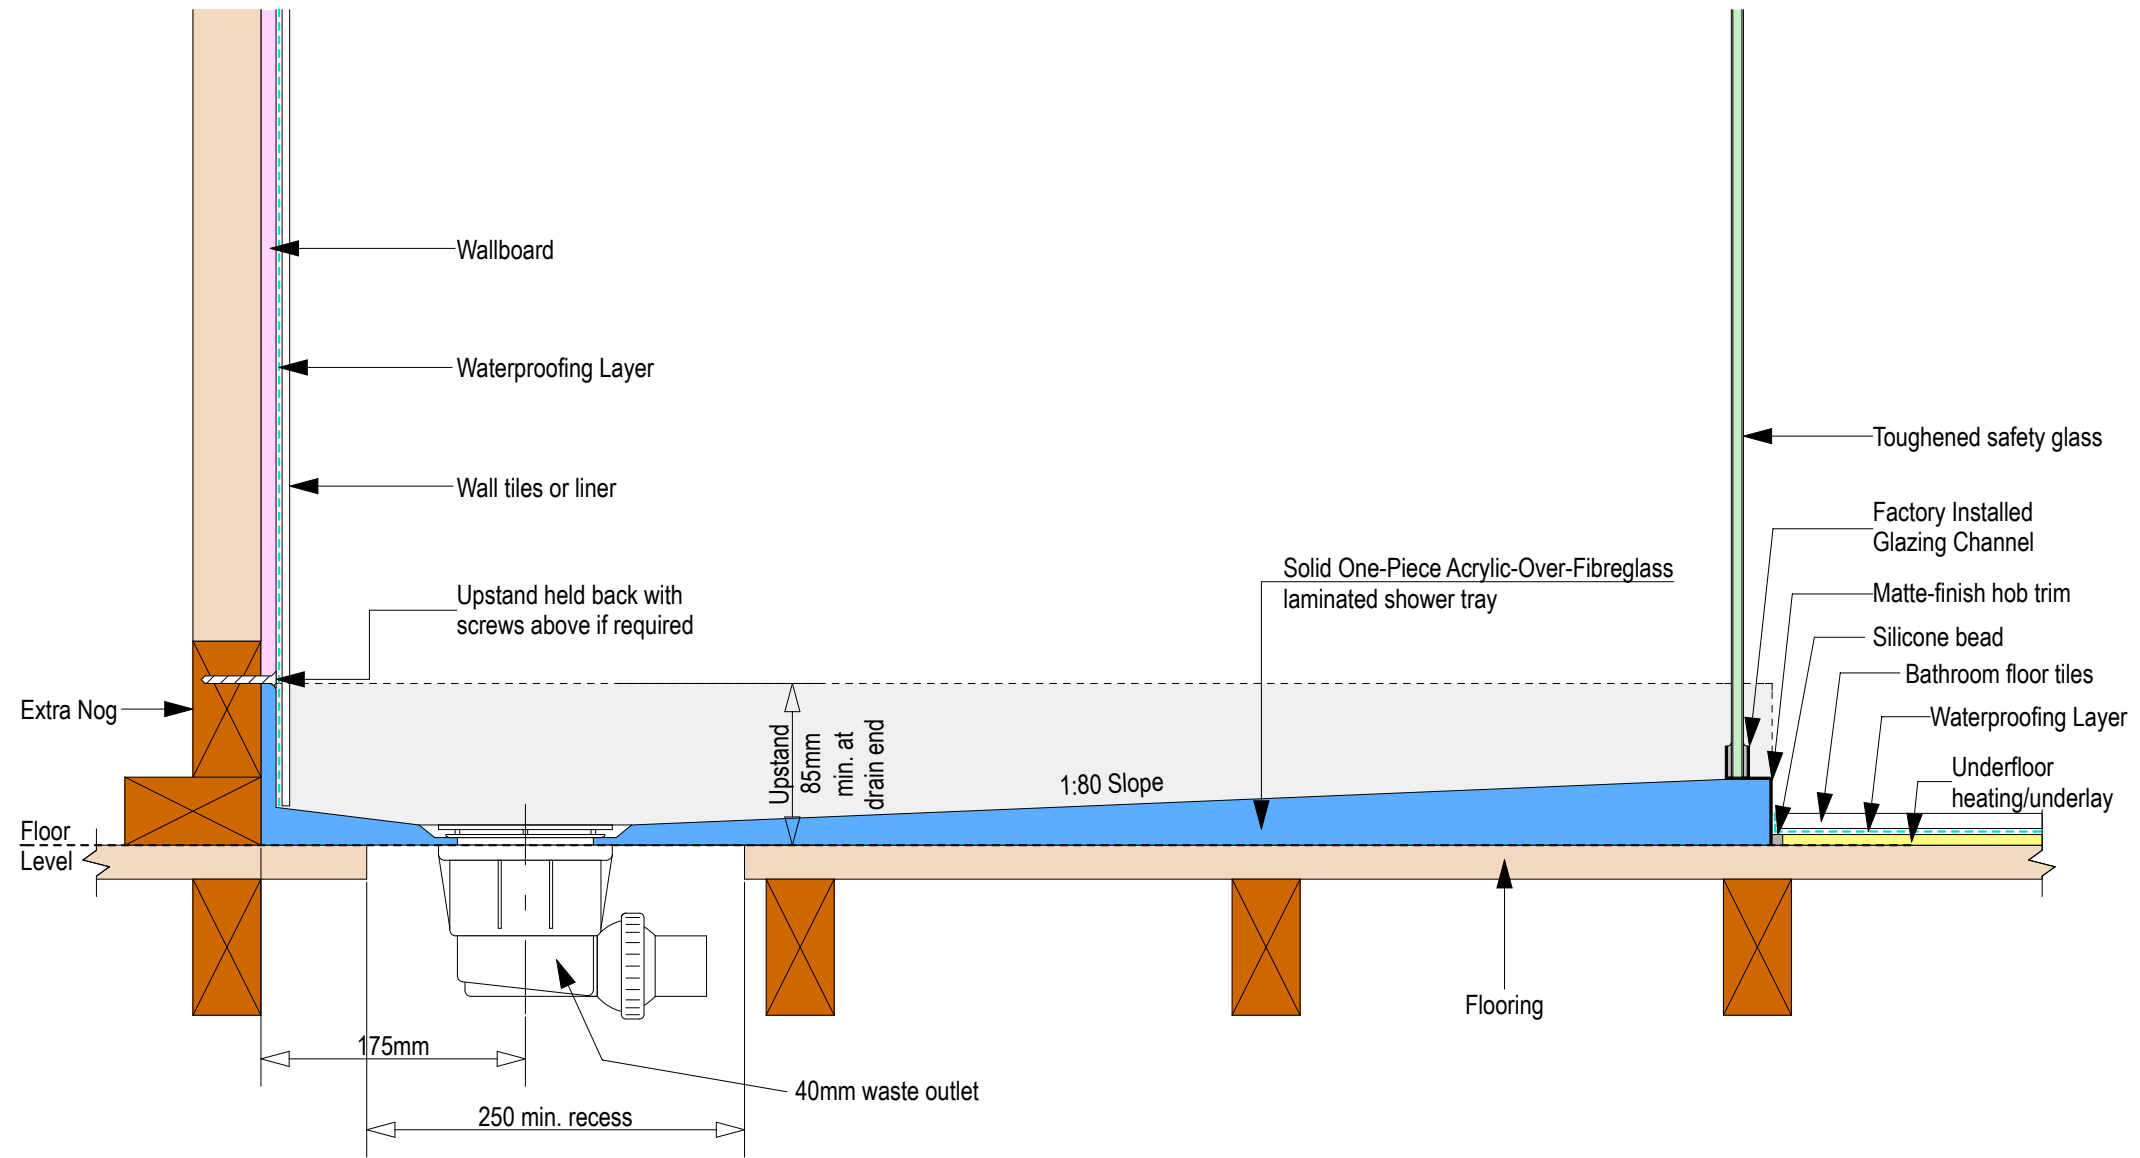 Wallboard
Waterproofing Layer
Wall tiles or liner
Upstand held back with
screws above if required
Extra Nog
Floor
Level
Upstand
85mm
min. at
drain end
1:80 Slope
Solid One-Piece Acrylic-Over-Fibreglass
laminated shower tray
Toughened safety glass
Factory Installed
Glazing Channel
Matte-finish hob trim
Silicone bead
Bathroom floor tiles
Waterproofing Layer
Underfloor
heating/underlay
Flooring
175mm
40mm waste outlet
250 min. recess